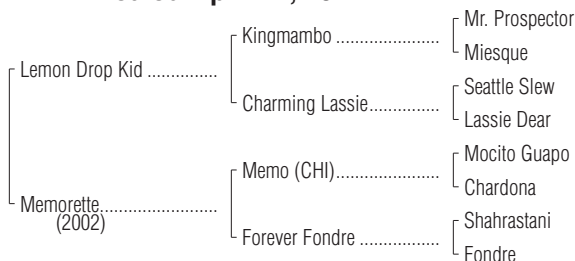 Mr. Prospector
Kingmambo ....................
Miesque
Lemon Drop Kid ...............
Seattle Slew
Charming Lassie...............
Lassie Dear
Mocito Guapo
Memo (CHI)......................
Chardona
Memorette.........................
(2002)
Shahrastani
Forever Fondre .................
Fondre